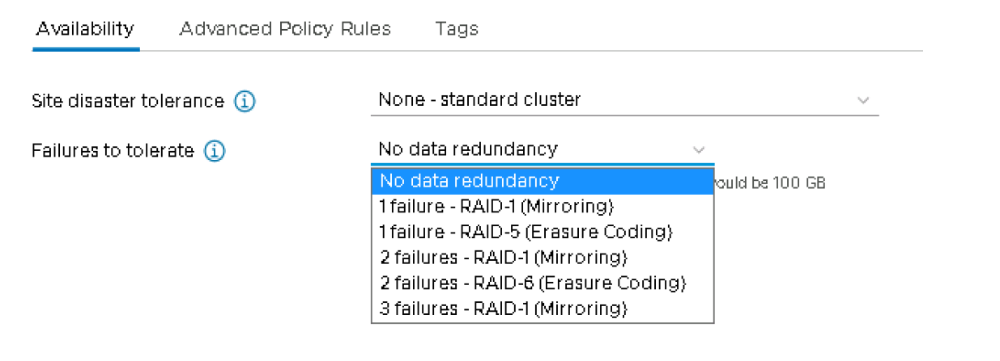 Availability Advanced Policy Rules Tags
Site disaster tolerance None - standard cluster
Failures to tolerate No data redundancy
No data redundancy
would be 100 GB
1 failure - RAID-1 (Mirroring)
1 failure - RAID-5 (Erasure Coding)
2 failures - RAID-1 (Mirroring)
2 failures - RAID-6 (Erasure Coding)
3 failures - RAID-1 (Mirroring)